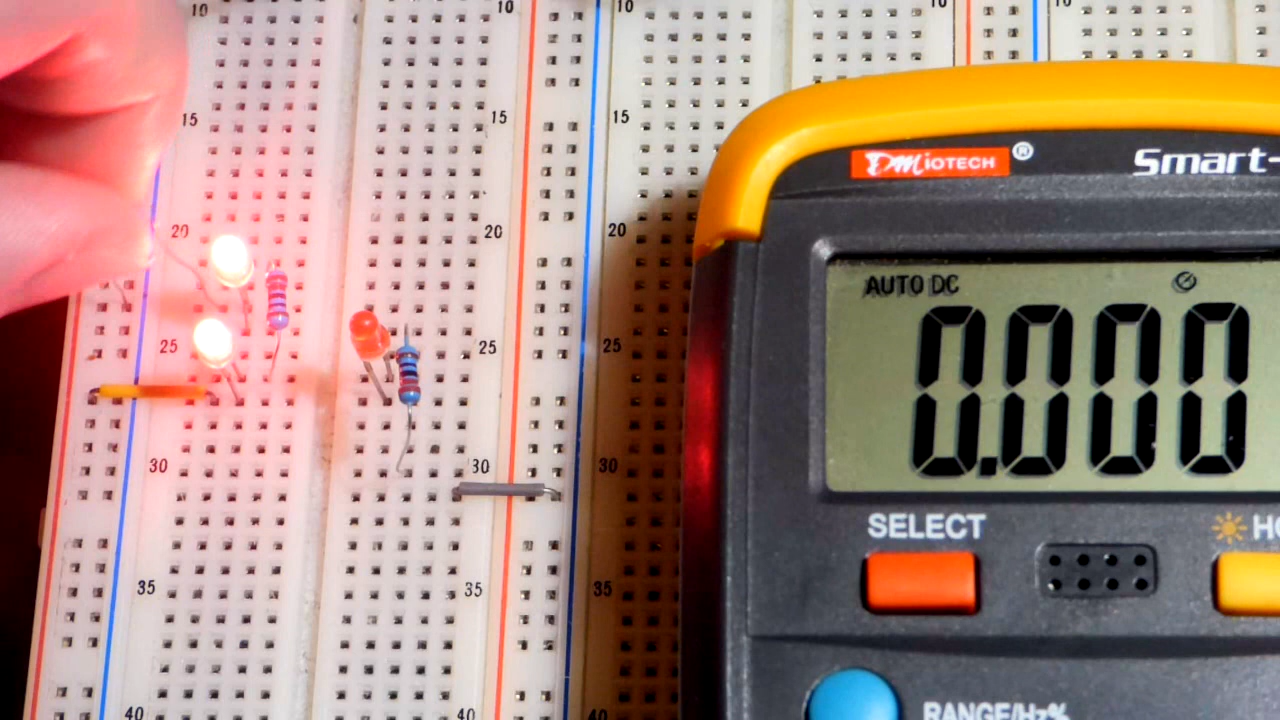 10 10 10 10 10
15 15 15
DMiOTECH ® Smart-
20 20 20
AUTO DC
0.000
25 25 25
30 30 30
SELECT HO
35 35 35
40 40 40
RANGE/Hz%